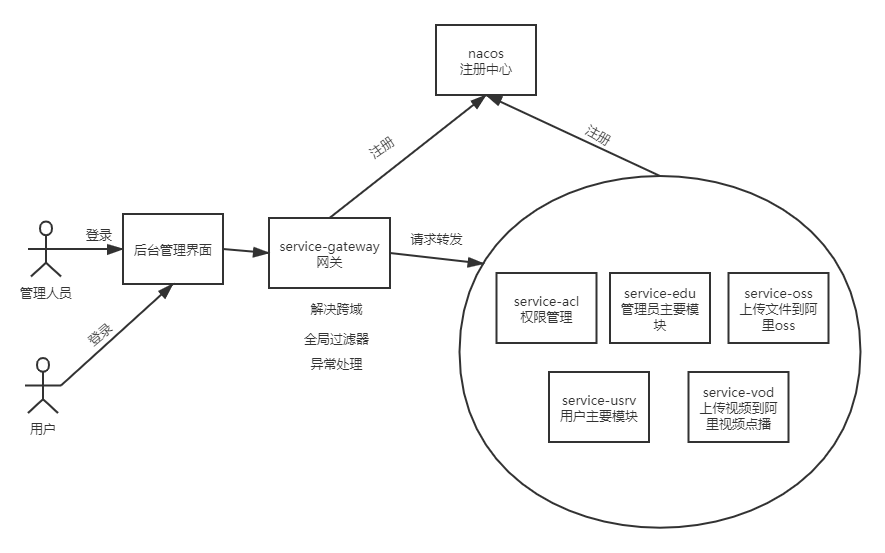 nacos
注册中心
注册
注册
登录
后台管理界面
service-gateway
网关
请求转发
管理人员
解决跨域
全局过滤器
异常处理
登录
用户
service-acl
权限管理
service-edu
管理员主要模
块
service-oss
上传文件到阿
里oss
service-usrv
用户主要模块
service-vod
上传视频到阿
里视频点播